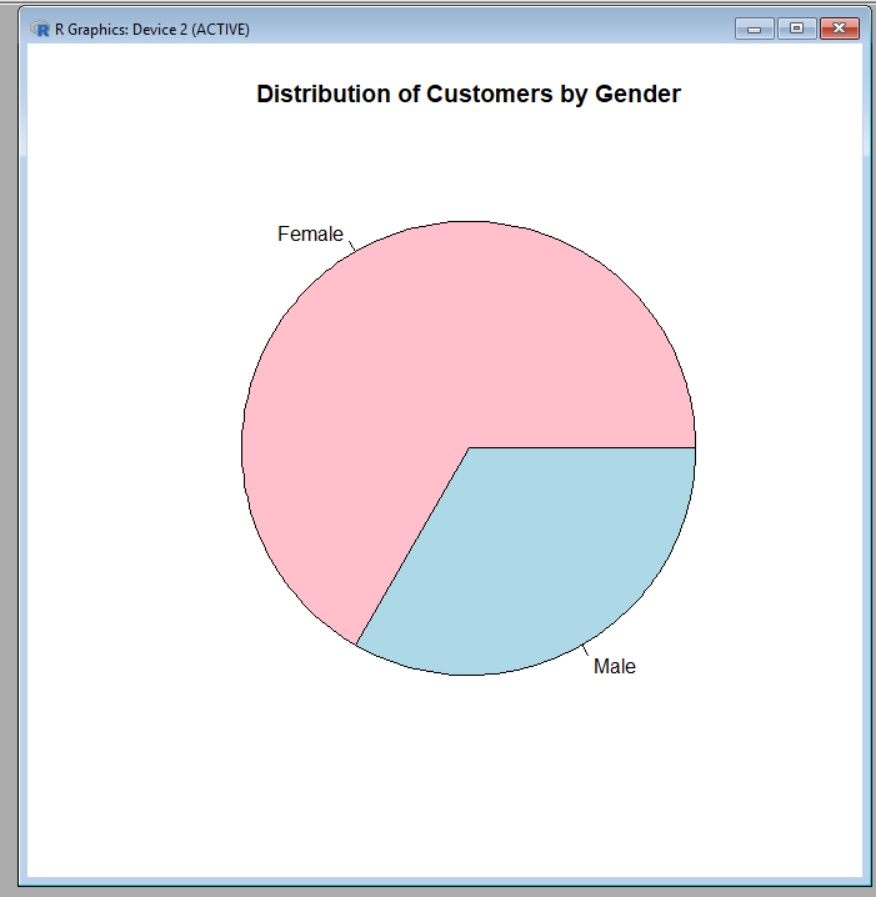 R Graphics: Device 2 (ACTIVE)
Distribution of Customers by Gender
Female
Male